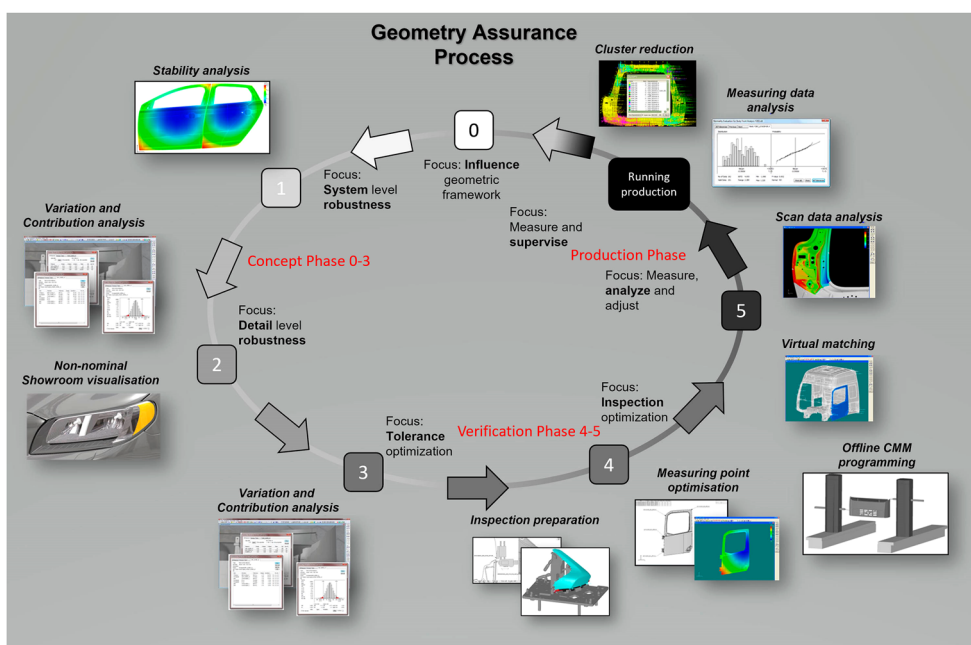 Geometry Assurance
Process
Stability analysis
Cluster reduction
Measuring data
analysis
0
Focus: Influence
geometric
framework
1
Focus:
System level
robustness
Running
production
Focus:
Measure and
supervise
Variation and
Contribution analysis
Scan data analysis
Concept Phase 0-3
Production Phase
Focus: Measure,
analyze and
adjust
Focus:
Detail level
robustness
5
2
Virtual matching
Non-nominal
Showroom visualisation
Focus:
Inspection
optimization
Focus:
Tolerance
optimization
Verification Phase 4-5
3
4
Offline CMM
programming
Measuring point
optimisation
Variation and
Contribution analysis
Inspection preparation